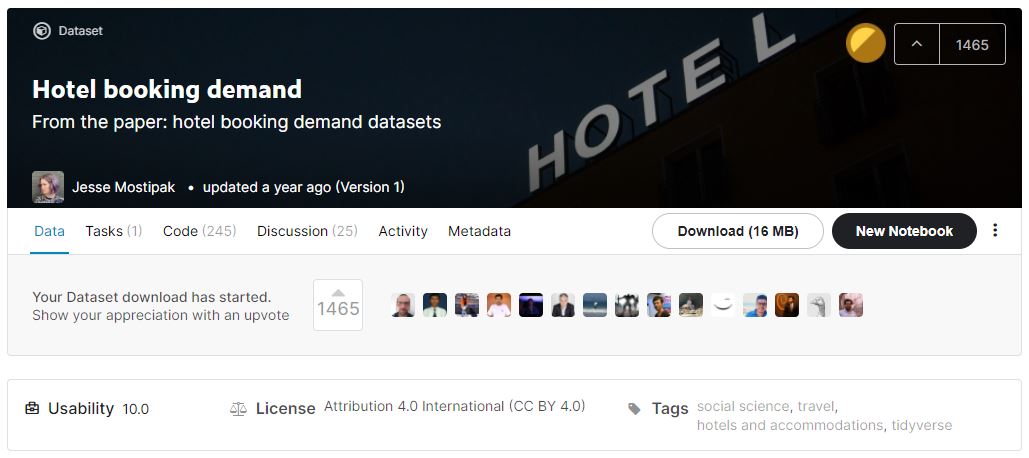 Dataset
HOTEL
1465
Hotel booking demand
From the paper: hotel booking demand datasets
Jesse Mostipak • updated a year ago (Version 1)
Data Tasks (1) Code (245) Discussion (25) Activity Metadata Download (16 MB) New Notebook
Your Dataset download has started.
Show your appreciation with an upvote
1465
Usability 10.0 License Attribution 4.0 International (CC BY 4.0) Tags social science, travel,
hotels and accommodations, tidyverse